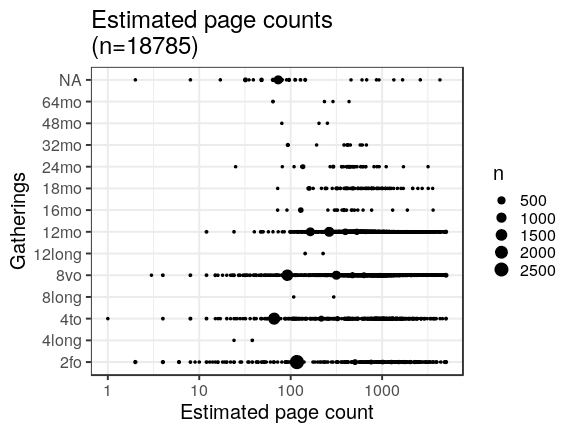 Estimated page counts
(n=18785)
NA
64mo
48mo
32mo
24mo
18mo
16mo
12mo
12long
8vo
8long
4to
4long
2fo
Gatherings
1
10
100
1000
Estimated page count
n
500
1000
1500
2000
2500